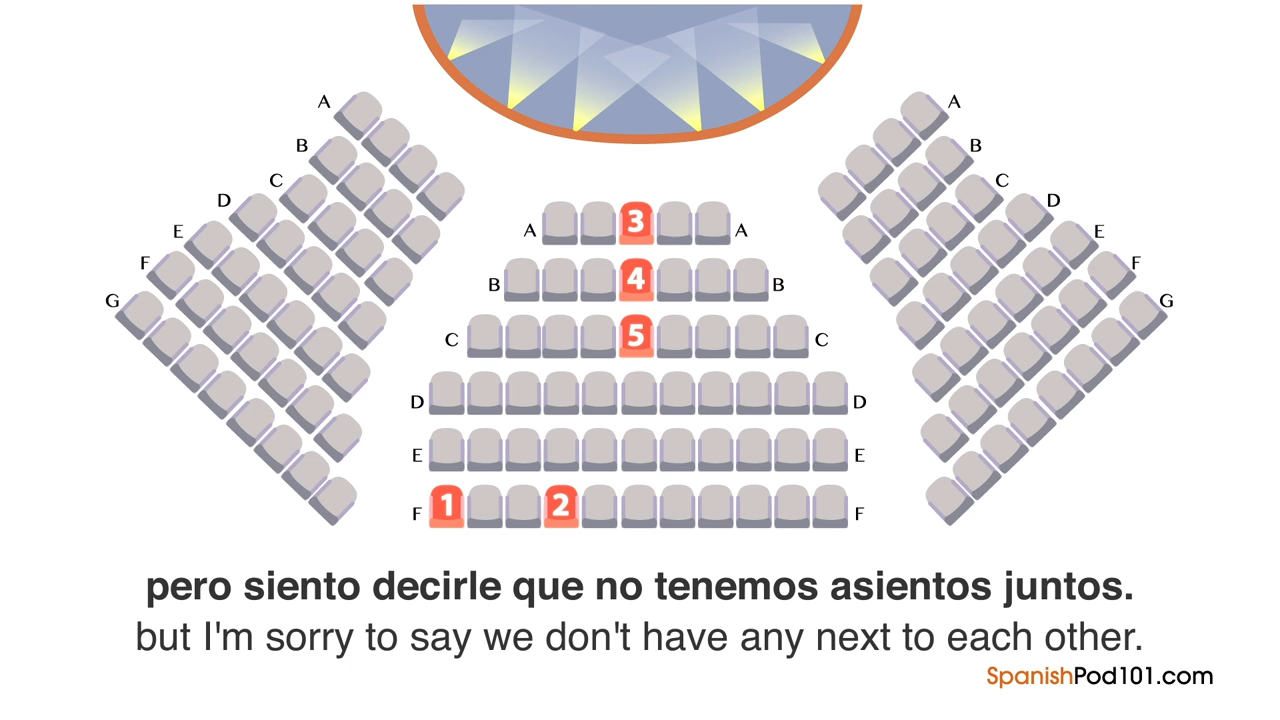 A A
B B
C C
D D
E E
F F
G G
A 3 A
B 4 B
C 5 C
D D
E E
F 1 2 F
pero siento decirle que no tenemos asientos juntos.
but I'm sorry to say we don't have any next to each other.
SpanishPod101.com